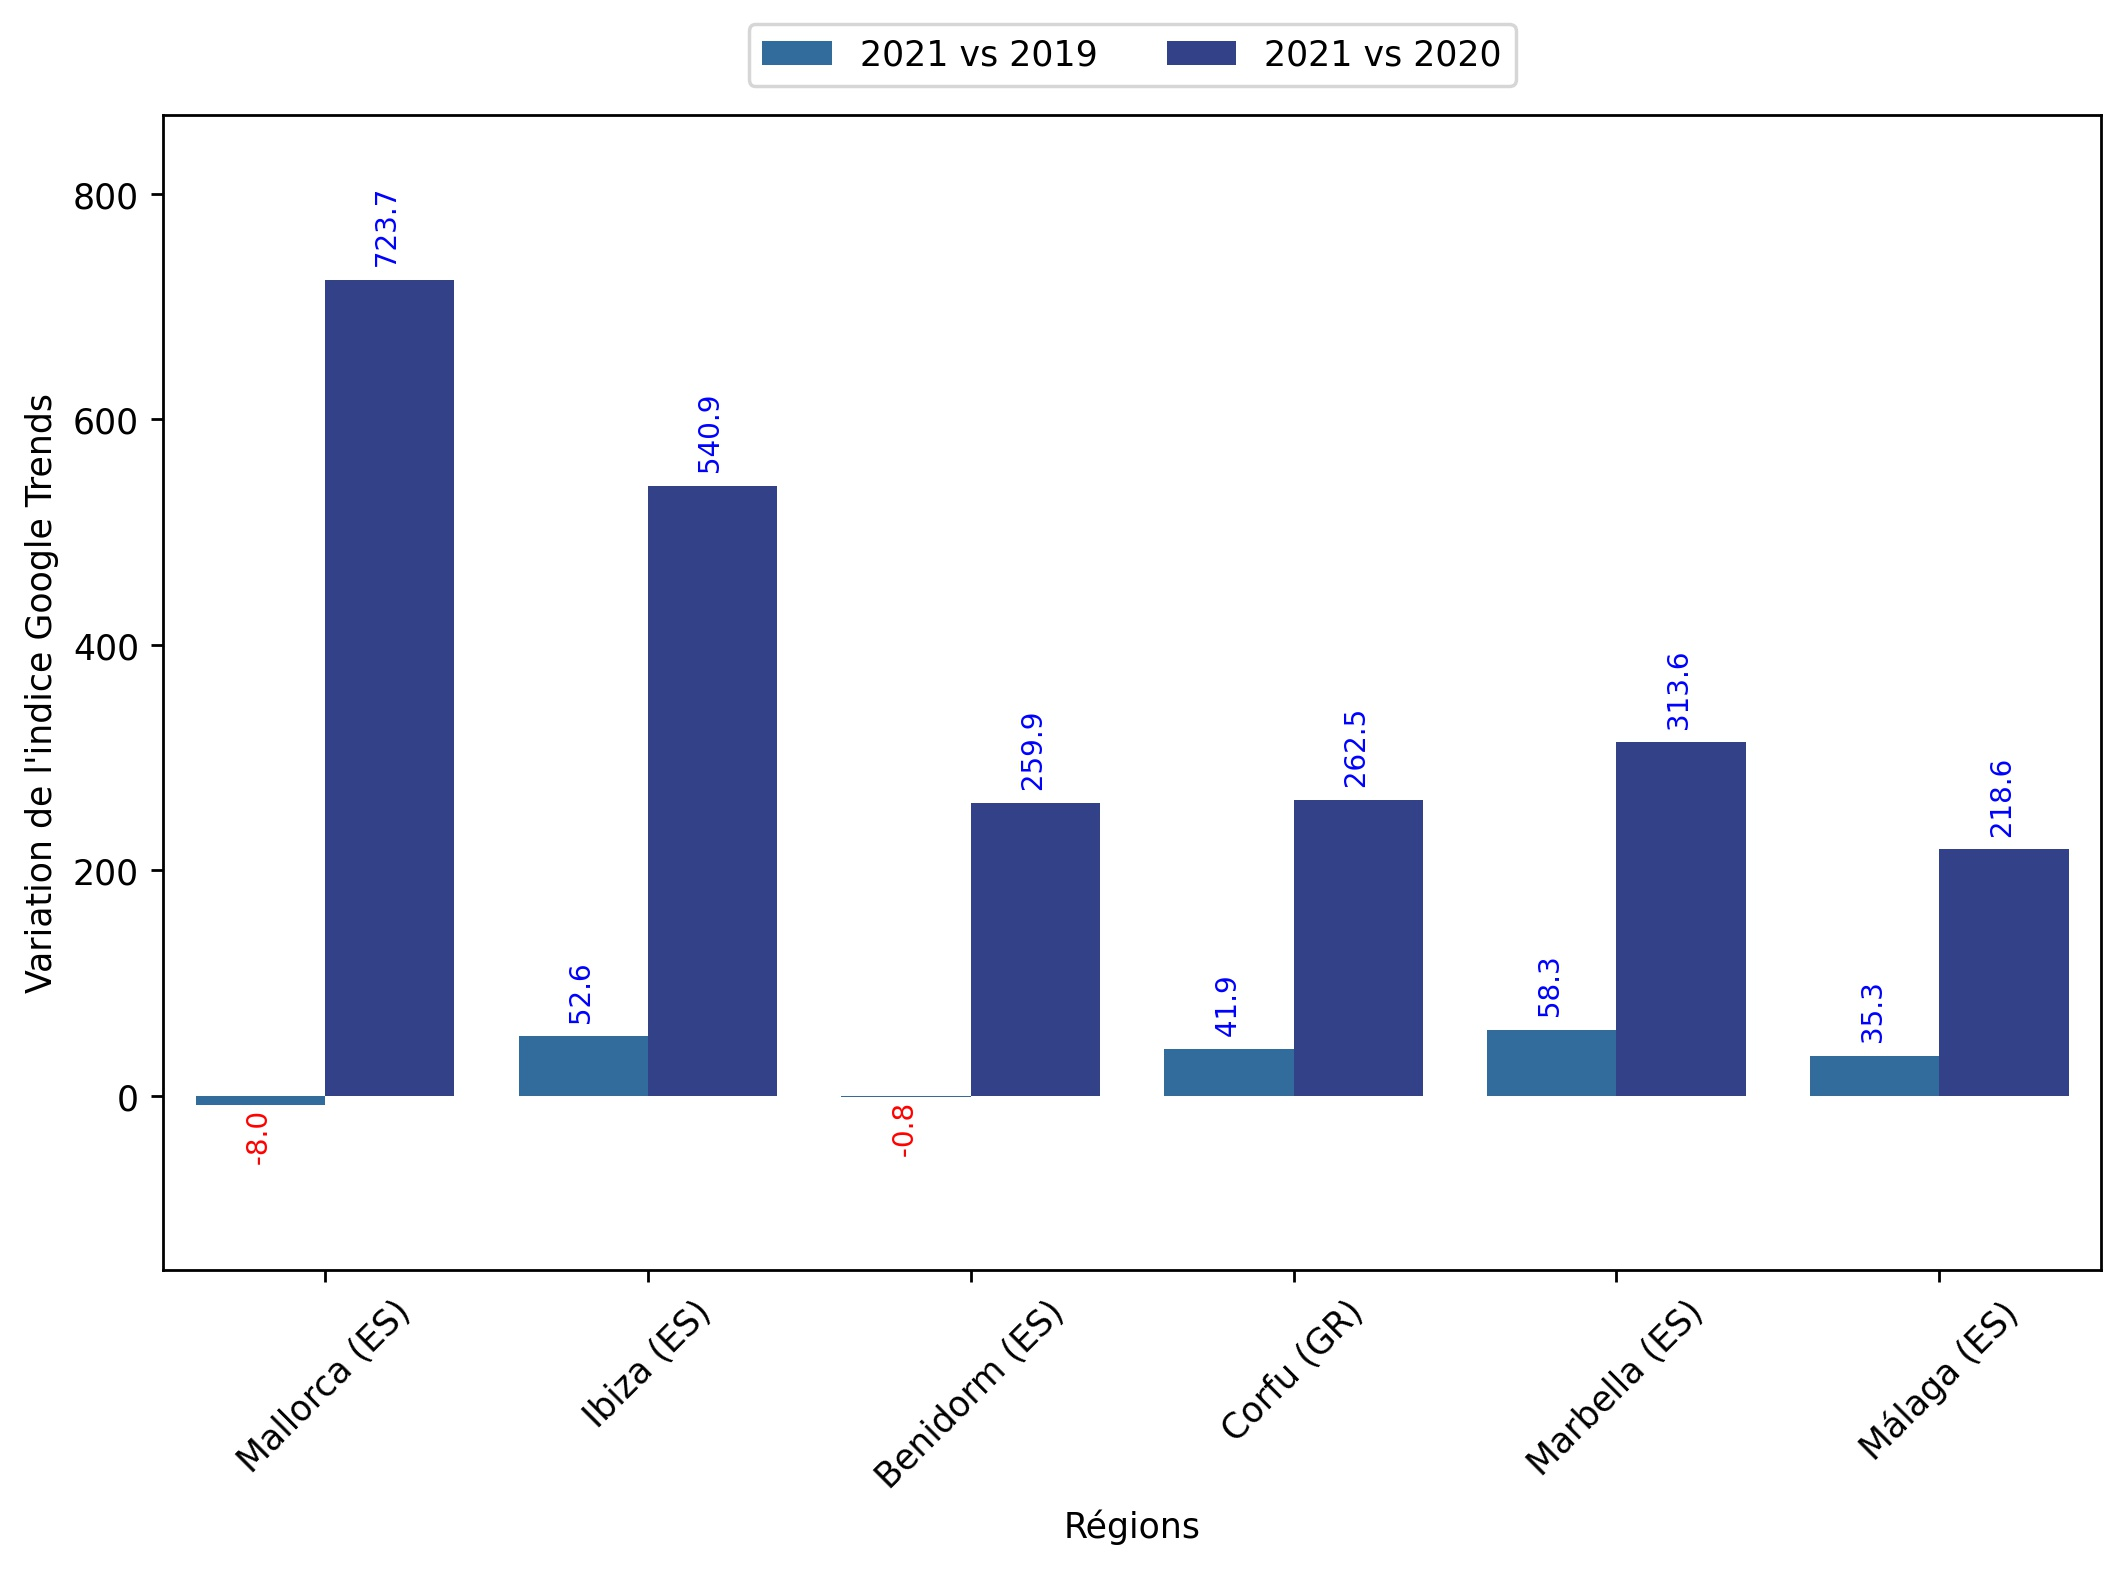 2021 vs 2019
2021 vs 2020
Variation de l'indice Google Trends
800
600
400
200
0
-8.0
723.7
52.6
540.9
-0.8
259.9
41.9
262.5
58.3
313.6
35.3
218.6
Mallorca (ES)
Ibiza (ES)
Benidorm (ES)
Corfu (GR)
Marbella (ES)
Málaga (ES)
Régions